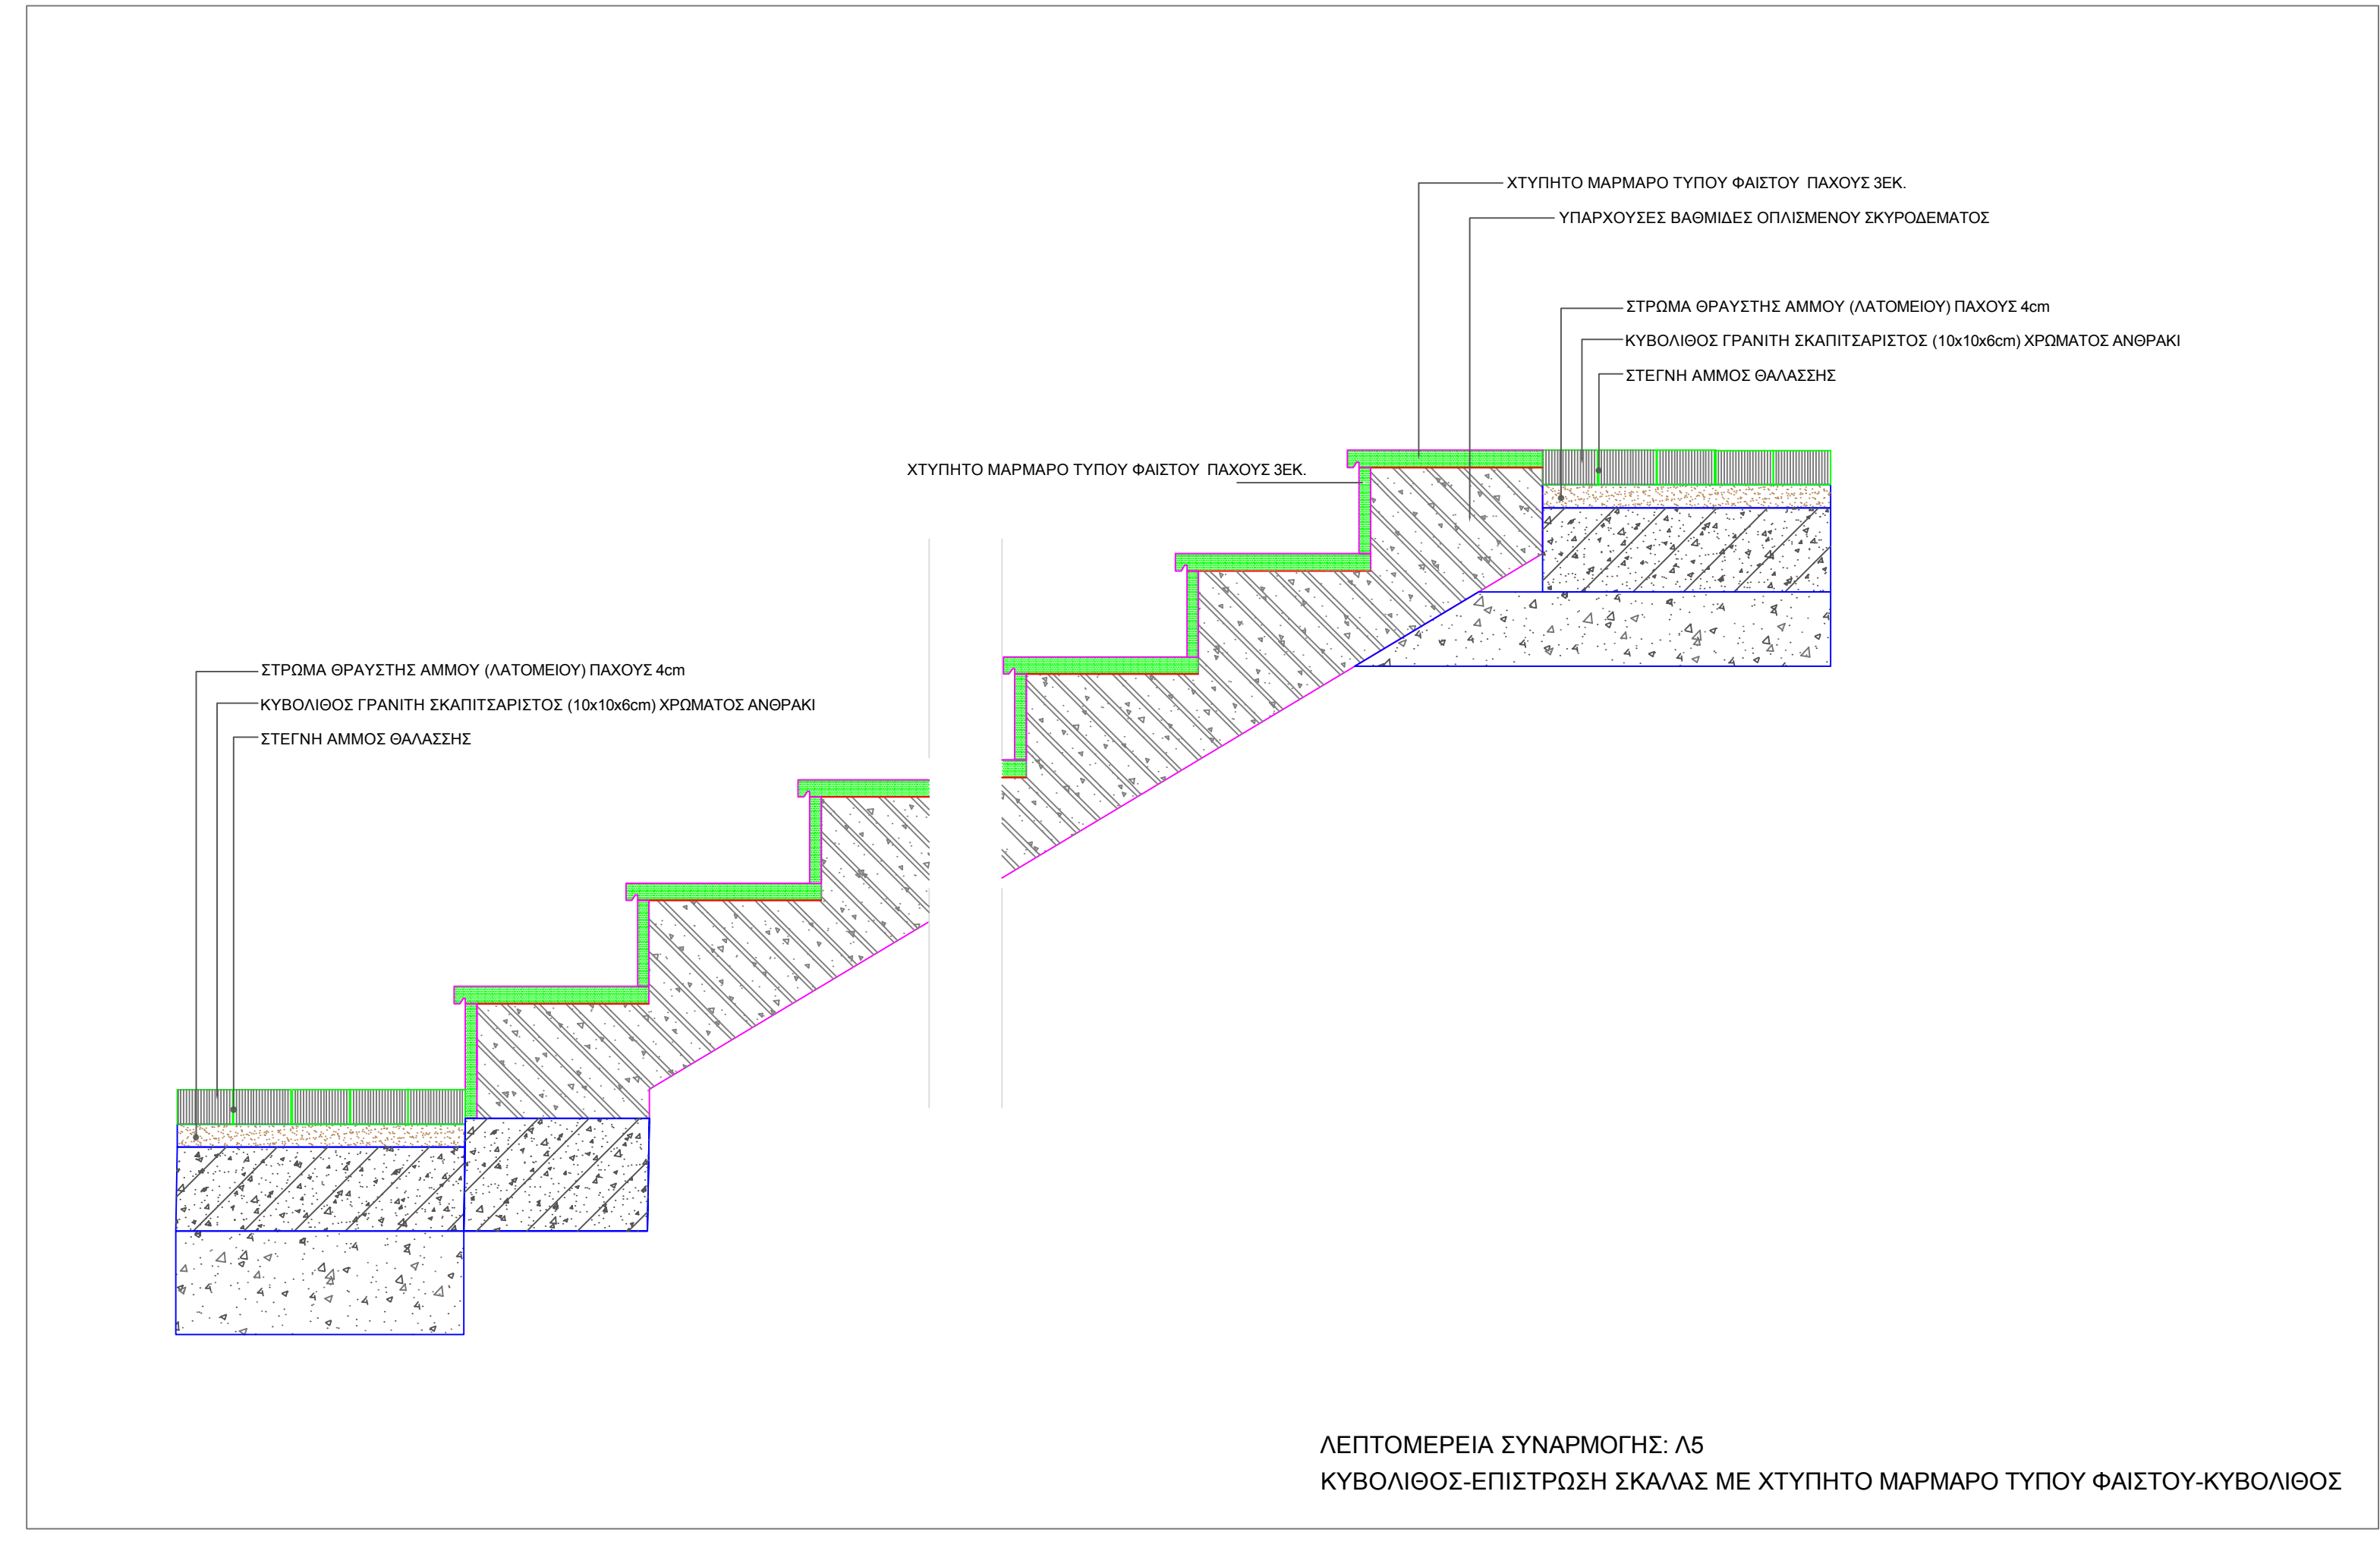 ΧΤΥΠΗΤΟ ΜΑΡΜΑΡΟ ΤΥΠΟΥ ΦΑΙΣΤΟΥ ΠΑΧΟΥΣ 3ΕΚ.
ΥΠΑΡΧΟΥΣΕΣ ΒΑΘΜΙΔΕΣ ΟΠΛΙΣΜΕΝΟΥ ΣΚΥΡΟΔΕΜΑΤΟΣ
ΣΤΡΩΜΑ ΘΡΑΥΣΤΗΣ ΑΜΜΟΥ (ΛΑΤΟΜΕΙΟΥ) ΠΑΧΟΥΣ 4cm
ΚΥΒΟΛΙΘΟΣ ΓΡΑΝΙΤΗ ΣΚΑΠΙΤΣΑΡΙΣΤΟΣ (10x10x6cm) ΧΡΩΜΑΤΟΣ ΑΝΘΡΑΚΙ
ΣΤΕΓΝΗ ΑΜΜΟΣ ΘΑΛΑΣΣΗΣ
ΧΤΥΠΗΤΟ ΜΑΡΜΑΡΟ ΤΥΠΟΥ ΦΑΙΣΤΟΥ ΠΑΧΟΥΣ 3ΕΚ.
ΣΤΡΩΜΑ ΘΡΑΥΣΤΗΣ ΑΜΜΟΥ (ΛΑΤΟΜΕΙΟΥ) ΠΑΧΟΥΣ 4cm
ΚΥΒΟΛΙΘΟΣ ΓΡΑΝΙΤΗ ΣΚΑΠΙΤΣΑΡΙΣΤΟΣ (10x10x6cm) ΧΡΩΜΑΤΟΣ ΑΝΘΡΑΚΙ
ΣΤΕΓΝΗ ΑΜΜΟΣ ΘΑΛΑΣΣΗΣ
ΛΕΠΤΟΜΕΡΕΙΑ ΣΥΝΑΡΜΟΓΗΣ: Λ5
ΚΥΒΟΛΙΘΟΣ-ΕΠΙΣΤΡΩΣΗ ΣΚΑΛΑΣ ΜΕ ΧΤΥΠΗΤΟ ΜΑΡΜΑΡΟ ΤΥΠΟΥ ΦΑΙΣΤΟΥ-ΚΥΒΟΛΙΘΟΣ